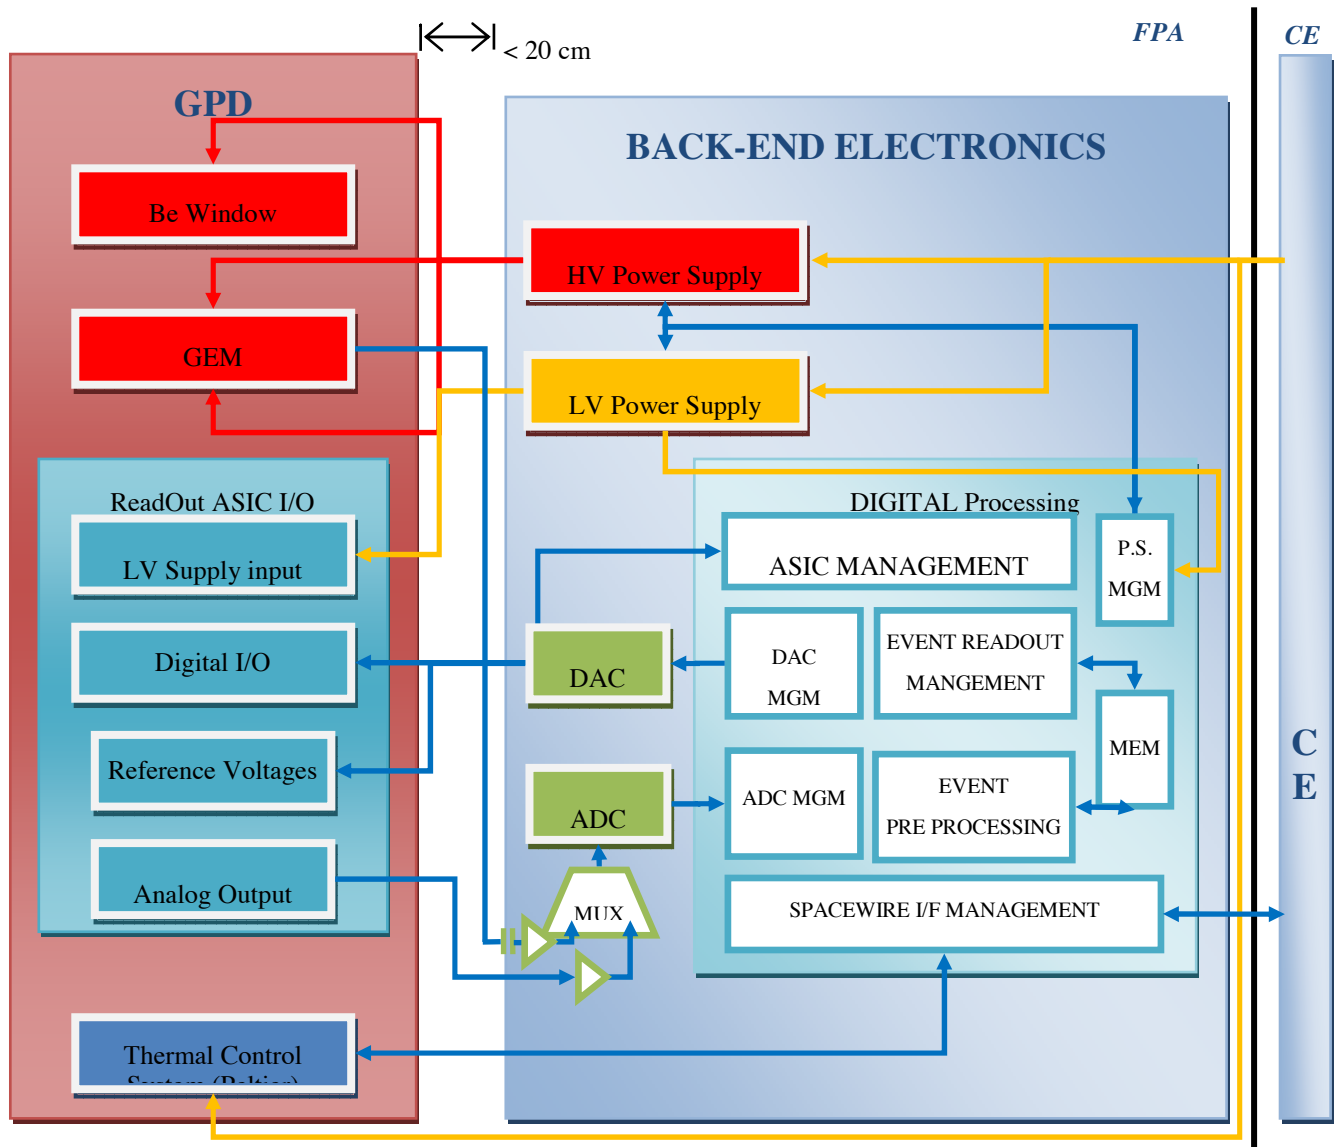 FPA
CE
< 20 cm
GPD
BACK-END ELECTRONICS
Be Window
HV Power Supply
GEM
LV Power Supply
ReadOut ASIC I/O
DIGITAL Processing
LV Supply input
ASIC MANAGEMENT
P.S.
MGM
Digital I/O
DAC
DAC
MGM
EVENT READOUT
MANGEMENT
MEM
C
E
Reference Voltages
ADC
ADC MGM
EVENT
PRE PROCESSING
Analog Output
MUX
SPACEWIRE I/F MANAGEMENT
Thermal Control
System (Peltier)